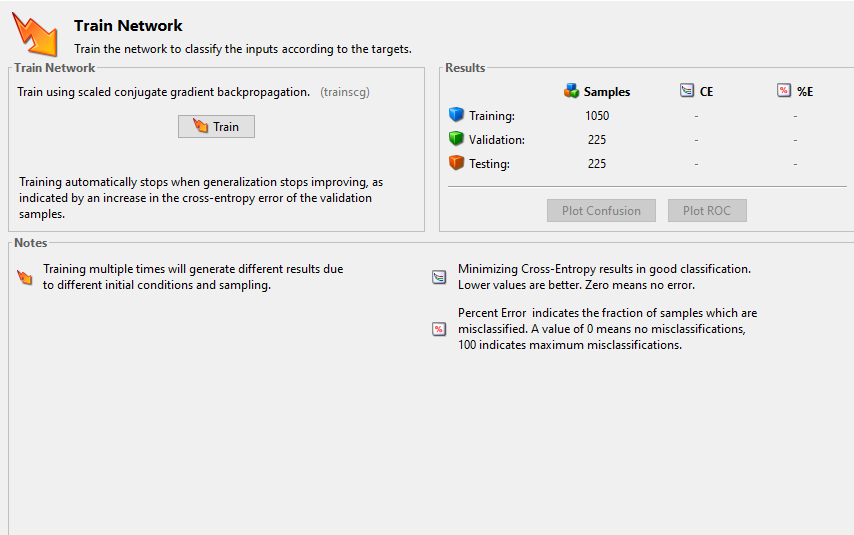 Train Network
Train the network to classify the inputs according to the targets.
Train Network
Train using scaled conjugate gradient backpropagation. (trainscg)
Train
Training automatically stops when generalization stops improving, as
indicated by an increase in the cross-entropy error of the validation
samples.
Results
Samples CE %E
Training: 1050 - -
Validation: 225 - -
Testing: 225 - -
Plot Confusion Plot ROC
Notes
Training multiple times will generate different results due
to different initial conditions and sampling.
Minimizing Cross-Entropy results in good classification.
Lower values are better. Zero means no error.
% Percent Error indicates the fraction of samples which are
misclassified. A value of 0 means no misclassifications,
100 indicates maximum misclassifications.